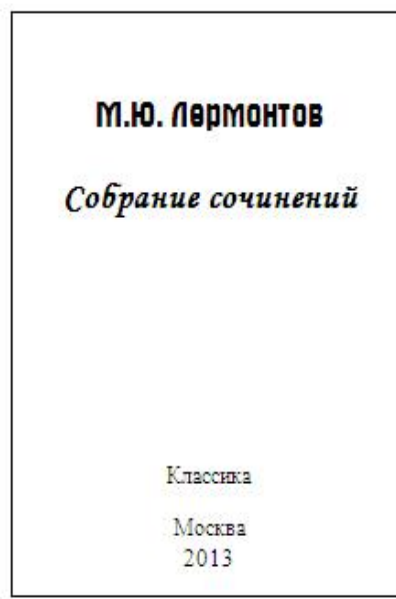 М.Ю. Лермонтов
Собрание сочинений
Классика
Москва
2013